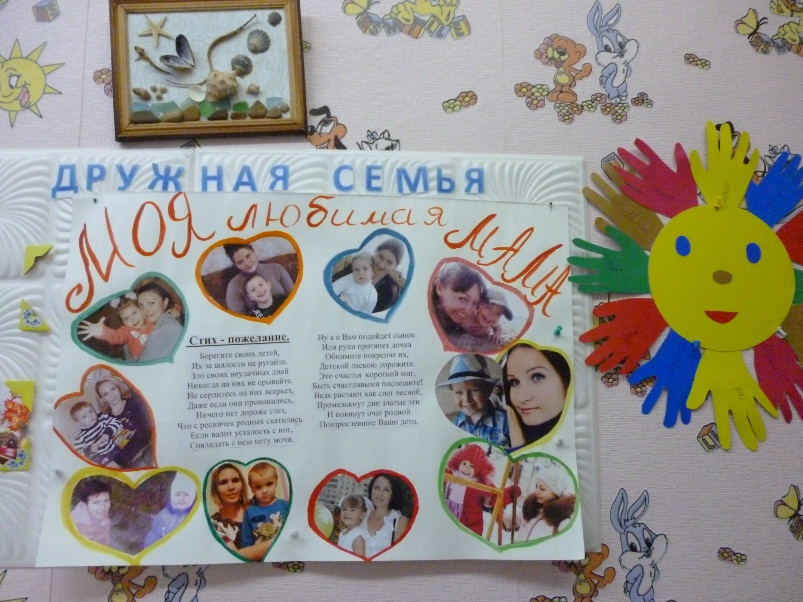 ДРУЖНАЯ СЕМЬЯ
МОЯ любимая МАМА
Стих - пожелание.
Берегите своих детей,
Их за шалости не ругайте.
Зло своих неудачных дней
Никогда на них не срывайте.
Не сердитесь на них всерьез,
Даже если они провинились,
Ничего нет дороже слез,
Что с ресничек родных скатились.
Если валит усталость с ног,
Совладать с нею нету мочи,
Ну а к Вам подойдет сынок
Или руки протянет дочка
Обнимите покрепче их,
Детской ласкою дорожите.
Это счастья короткий миг,
Быть счастливыми поспешите!
Ведь растают как снег весной,
Промелькнут дни златые эти
И покинут очаг родной
Повзрослевшие Ваши дети.